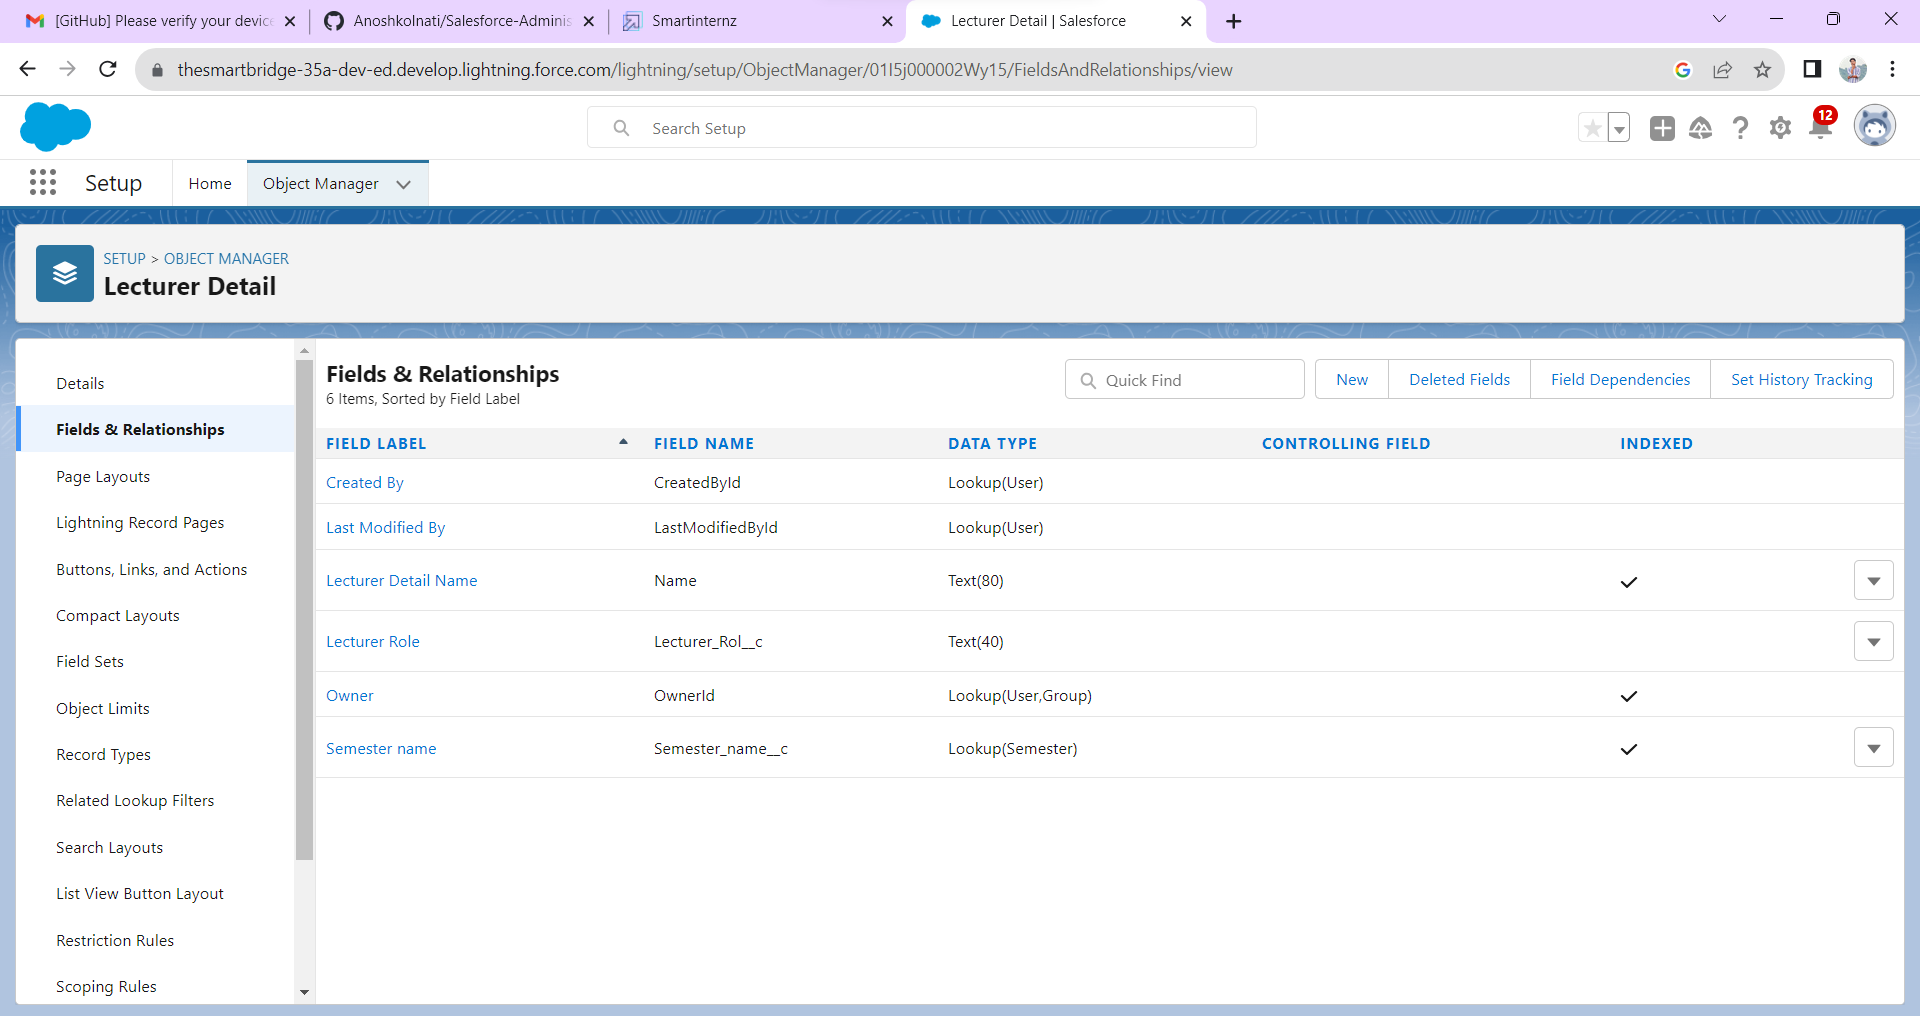 [GitHub] Please verify your device
Anoshkolnati/Salesforce-Adminis
Smartinternz
Lecturer Detail | Salesforce
thesmartbridge-35a-dev-ed.develop.lightning.force.com/lightning/setup/ObjectManager/01I5j000002Wy15/FieldsAndRelationships/view
Search Setup
12
Setup
Home
Object Manager
SETUP > OBJECT MANAGER
Lecturer Detail
Details
Fields & Relationships
Page Layouts
Lightning Record Pages
Buttons, Links, and Actions
Compact Layouts
Field Sets
Object Limits
Record Types
Related Lookup Filters
Search Layouts
List View Button Layout
Restriction Rules
Scoping Rules
Fields & Relationships
6 Items, Sorted by Field Label
Quick Find
New
Deleted Fields
Field Dependencies
Set History Tracking
FIELD LABEL FIELD NAME DATA TYPE CONTROLLING FIELD INDEXED
Created By CreatedById Lookup(User)
Last Modified By LastModifiedById Lookup(User)
Lecturer Detail Name Name Text(80)
Lecturer Role Lecturer_Rol__c Text(40)
Owner OwnerId Lookup(User,Group)
Semester name Semester_name__c Lookup(Semester)